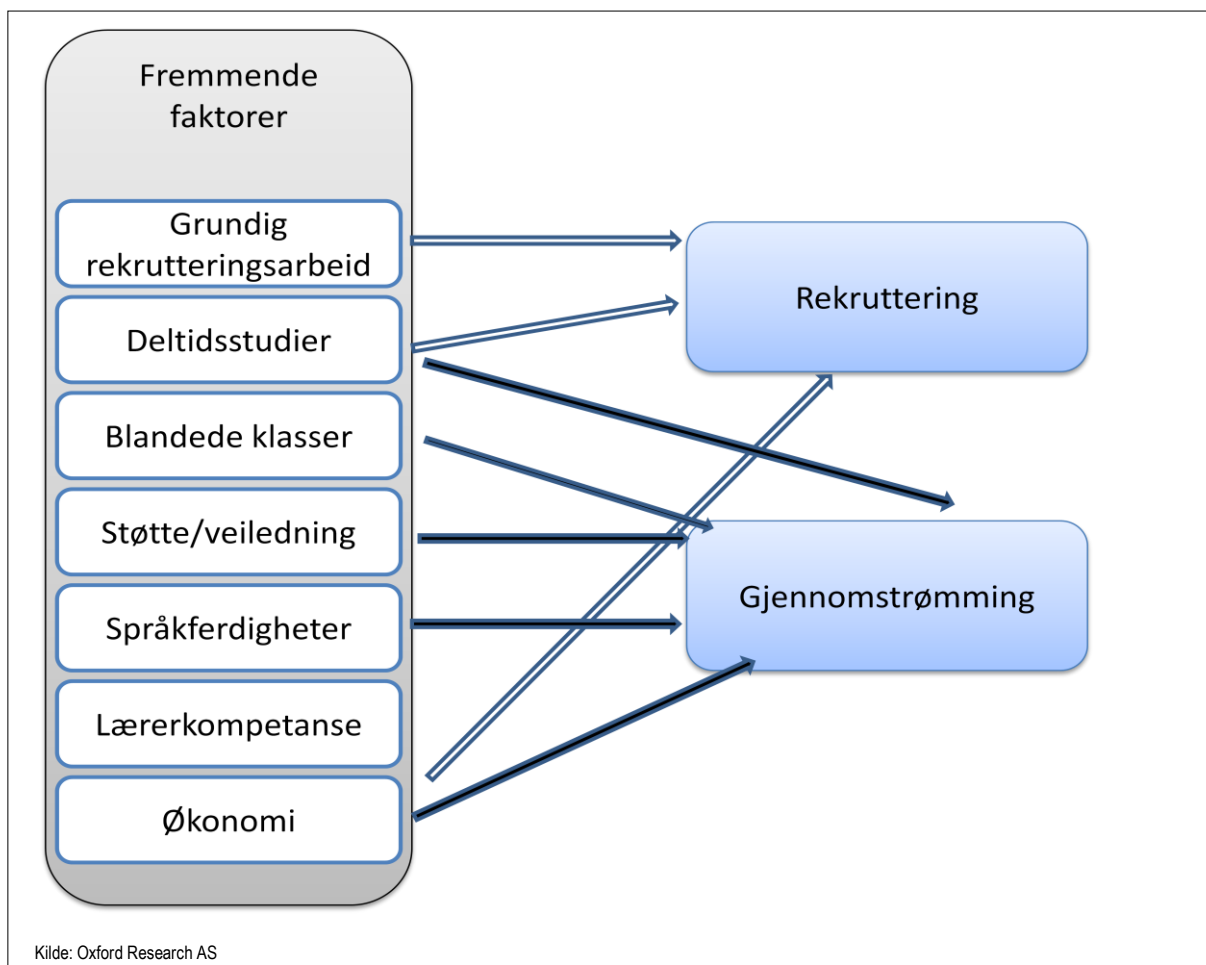 Fremmende
faktorer
Grundig
rekrutteringsarbeid
Deltidsstudier
Blandede klasser
Støtte/veiledning
Språkferdigheter
Lærerkompetanse
Økonomi
Rekruttering
Gjennomstrømming
Kilde: Oxford Research AS